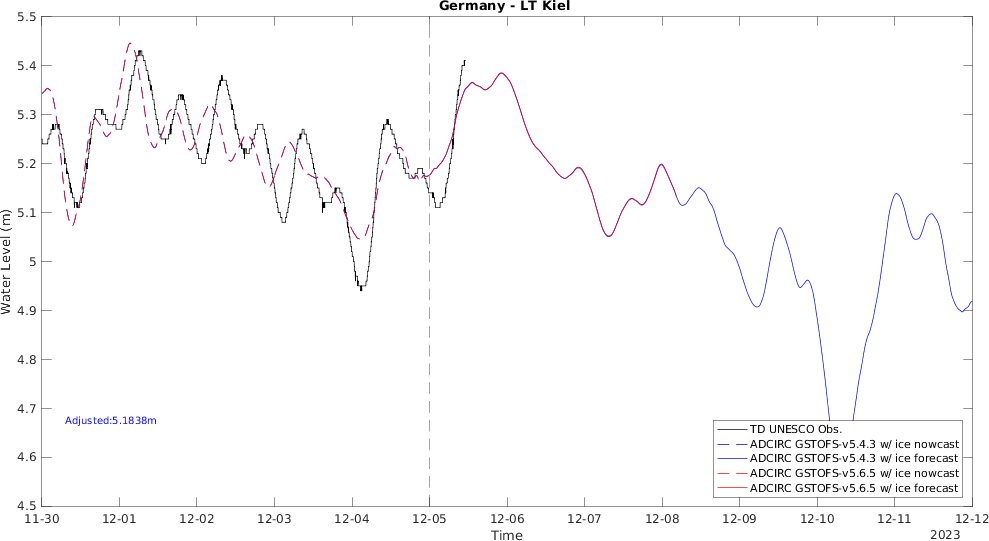 Germany - LT Kiel
5.5
5.4
5.3
5.2
5.1
5
4.9
4.8
4.7
4.6
4.5
Water Level (m)
Adjusted:5.1838m
TD UNESCO Obs.
ADCIRC GSTOFS-v5.4.3 w/ ice nowcast
ADCIRC GSTOFS-v5.4.3 w/ ice forecast
ADCIRC GSTOFS-v5.6.5 w/ ice nowcast
ADCIRC GSTOFS-v5.6.5 w/ ice forecast
11-30 12-01 12-02 12-03 12-04 12-05 12-06 12-07 12-08 12-09 12-10 12-11 12-12
Time
2023